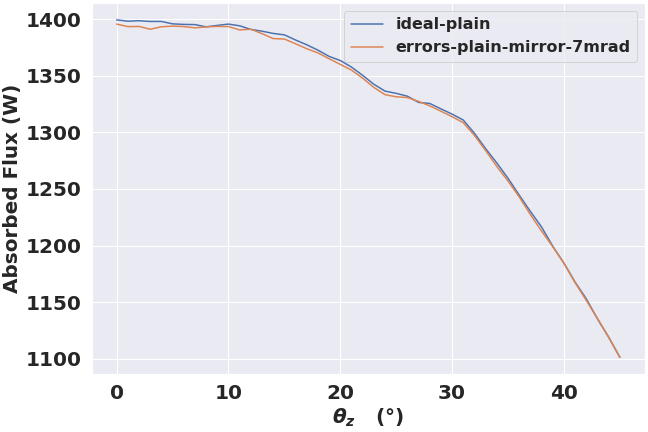 1400
1350
1300
1250
1200
1150
1100
Absorbed Flux (W)
ideal-plain
errors-plain-mirror-7mrad
0 10 20 30 40
θz (°)